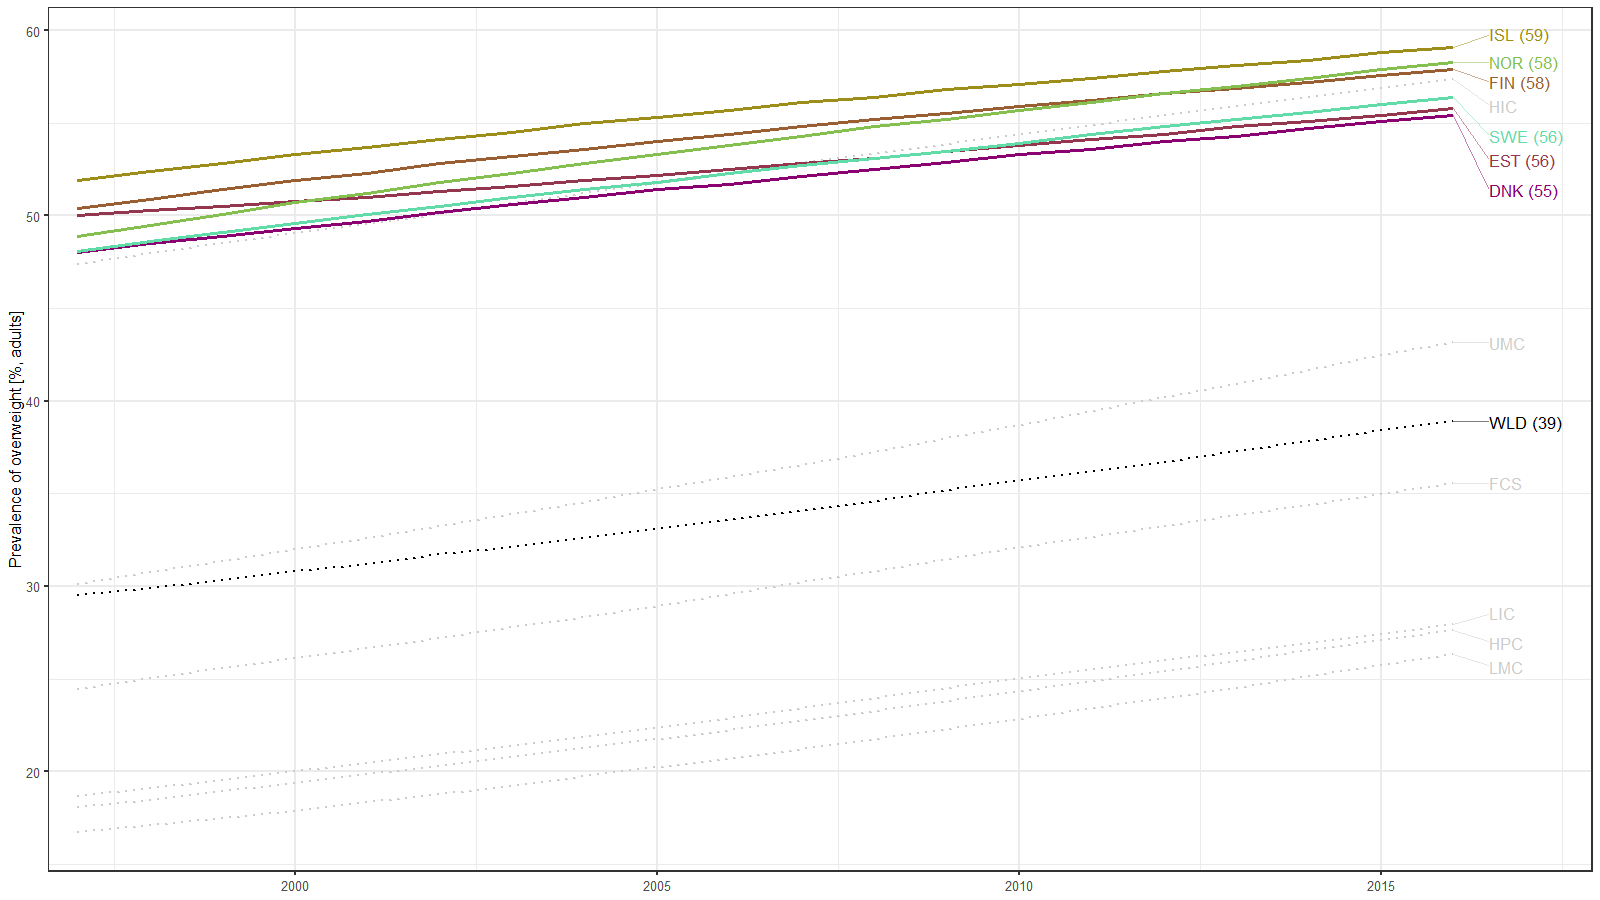 Prevalence of overweight [%, adults]
60
50
40
30
20
2000
2005
2010
2015
ISL (59)
NOR (58)
FIN (58)
HIC
SWE (56)
EST (56)
DNK (55)
UMC
WLD (39)
FCS
LIC
HPC
LMC